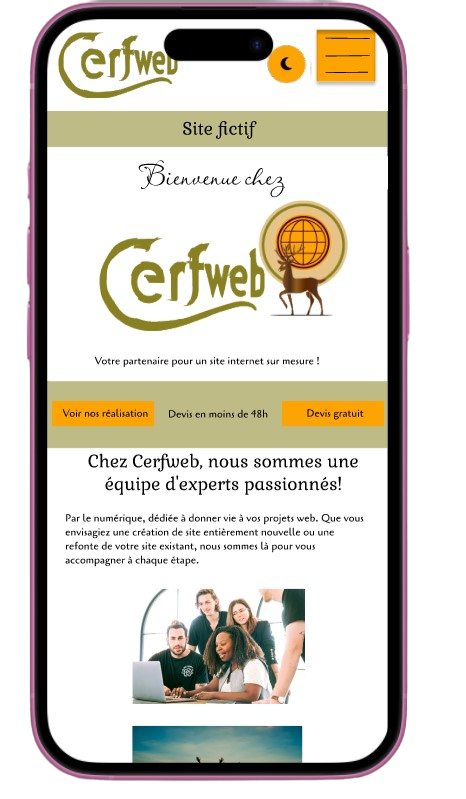 Cerfweb
Site fictif
Bienvenue chez
Cerfweb
Votre partenaire pour un site internet sur mesure !
Voir nos réalisation
Devis en moins de 48h
Devis gratuit
Chez Cerfweb, nous sommes une
équipe d'experts passionnés!
Par le numérique, dédiée à donner vie à vos projets web. Que vous
envisagiez une création de site entièrement nouvelle ou une
refonte de votre site existant, nous sommes là pour vous
accompagner à chaque étape.